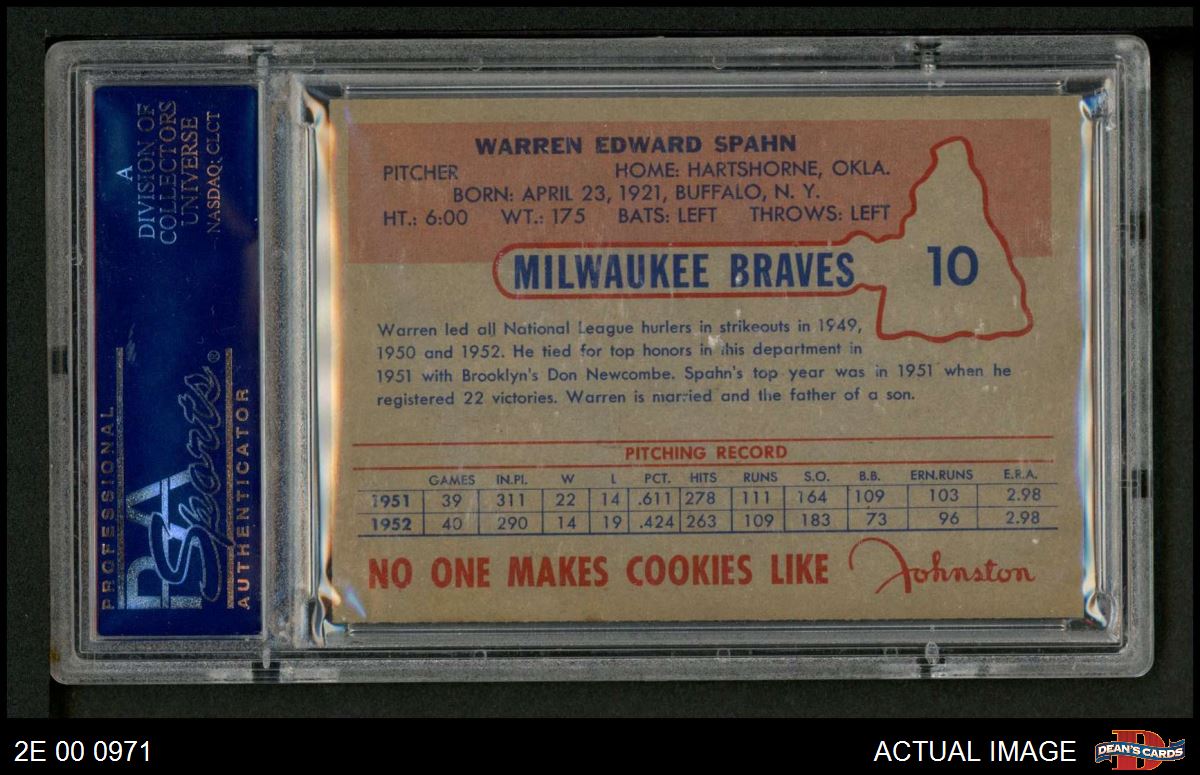 A
DIVISION OF
COLLECTORS
UNIVERSE
NASDAQ: CLCT
PROFESSIONAL
PSA
Sports®
AUTHENTICATOR
WARREN EDWARD SPAHN
PITCHER HOME: HARTSHORNE, OKLA.
BORN: APRIL 23, 1921, BUFFALO, N. Y.
HT.: 6:00 WT.: 175 BATS: LEFT THROWS: LEFT
MILWAUKEE BRAVES 10
Warren led all National League hurlers in strikeouts in 1949,
1950 and 1952. He tied for top honors in this department in
1951 with Brooklyn's Don Newcombe. Spahn's top year was in 1951 when he
registered 22 victories. Warren is married and the father of a son.
PITCHING RECORD
GAMES IN.PI. W L PCT. HITS RUNS S.O. B.B. ERN.RUNS E.R.A.
1951 39 311 22 14 .611 278 111 164 109 103 2.98
1952 40 290 14 19 .424 263 109 183 73 96 2.98
NO ONE MAKES COOKIES LIKE Johnston
2E 00 0971 ACTUAL IMAGE D DEAN'S CARDS